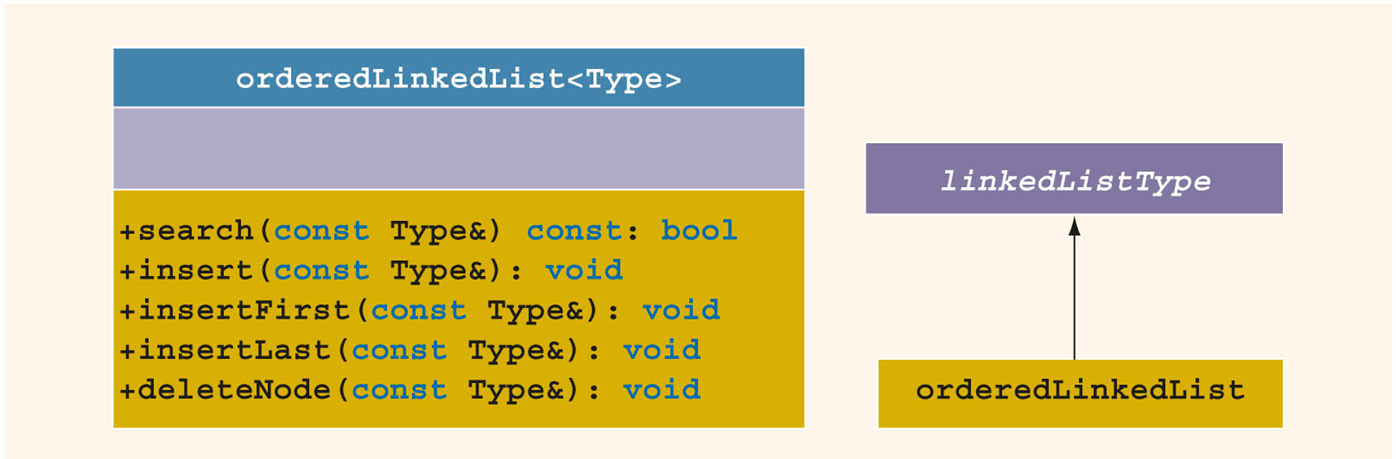 orderedLinkedList<Type>
+search(const Type&) const: bool
+insert(const Type&): void
+insertFirst(const Type&): void
+insertLast(const Type&): void
+deleteNode(const Type&): void
linkedListType
orderedLinkedList